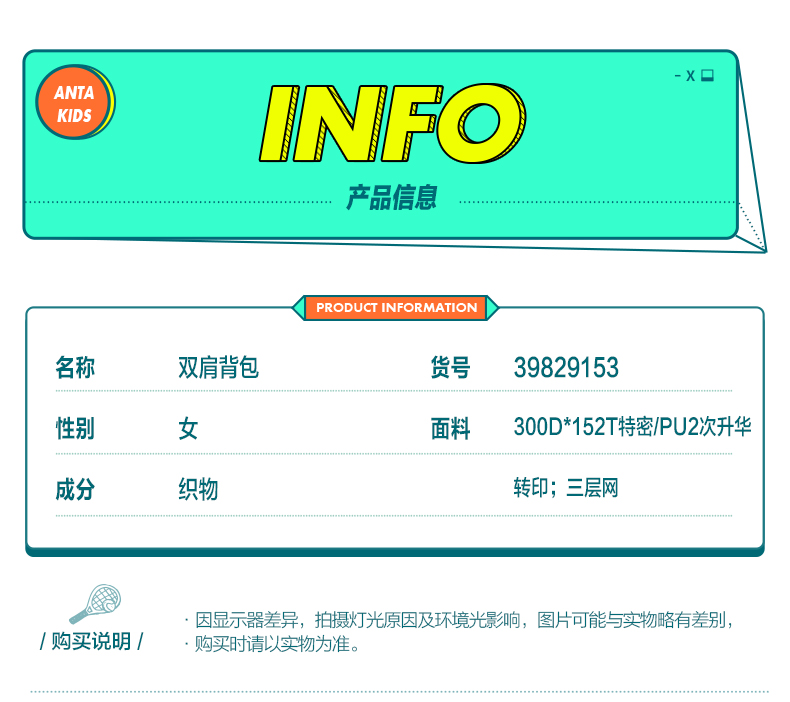 ANTA
KIDS
- X
INFO
产品信息
PRODUCT INFORMATION
名称 双肩背包 货号 39829153
性别 女 面料 300D*152T特密/PU2次升华
成分 织物 转印；三层网
/ 购买说明 /
· 因显示器差异，拍摄灯光原因及环境光影响，图片可能与实物略有差别，
· 购买时请以实物为准。